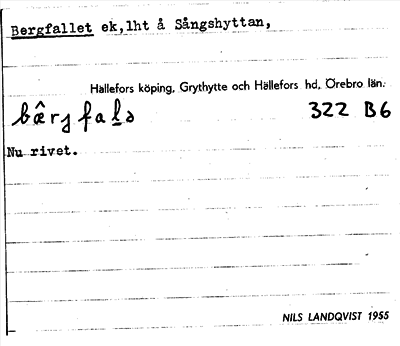 Bergfallet ek,lht å Sångshyttan,
Hällefors köping, Grythytte och Hällefors hd, Örebro län.
322 B6
Nu rivet.
NILS LANDQVIST 1955